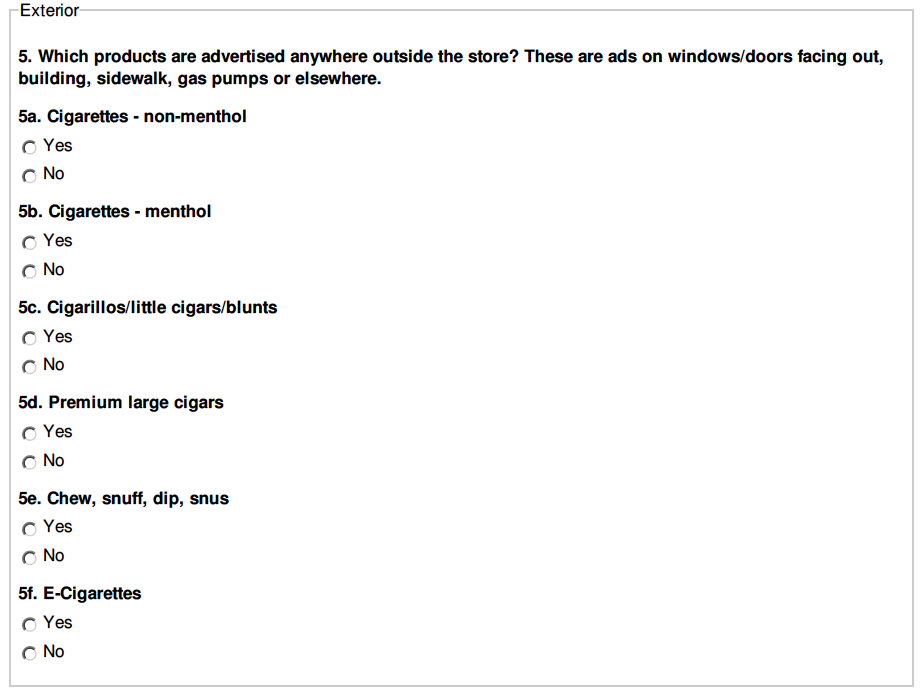 Exterior
5. Which products are advertised anywhere outside the store? These are ads on windows/doors facing out,
building, sidewalk, gas pumps or elsewhere.
5a. Cigarettes - non-menthol
Yes
No
5b. Cigarettes - menthol
Yes
No
5c. Cigarillos/little cigars/blunts
Yes
No
5d. Premium large cigars
Yes
No
5e. Chew, snuff, dip, snus
Yes
No
5f. E-Cigarettes
Yes
No